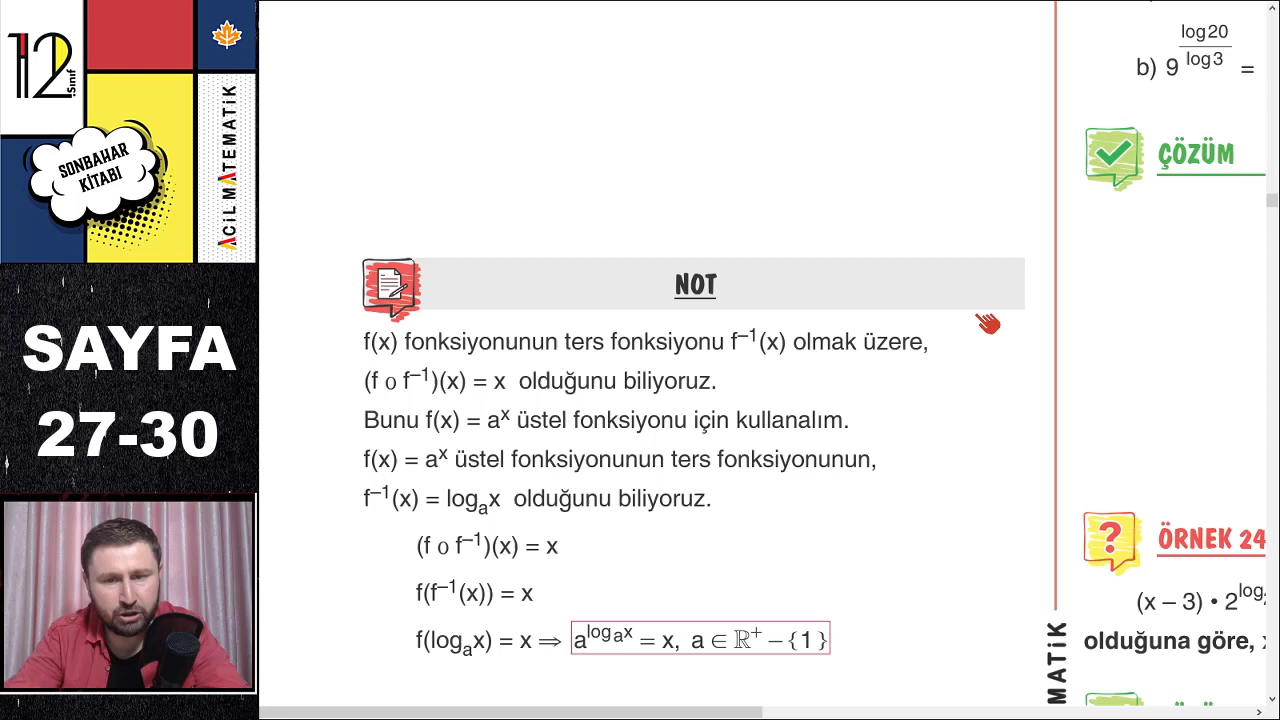 12
.Sınıf
SONBAHAR
KİTABI
ACİLMATEMATİK
SAYFA
27-30
NOT
f(x) fonksiyonunun ters fonksiyonu f⁻¹(x) olmak üzere,
(f o f⁻¹)(x) = x olduğunu biliyoruz.
Bunu f(x) = aˣ üstel fonksiyonu için kullanalım.
f(x) = aˣ üstel fonksiyonunun ters fonksiyonunun,
f⁻¹(x) = logₐx olduğunu biliyoruz.
(f o f⁻¹)(x) = x
f(f⁻¹(x)) = x
f(logₐx) = x ⇒ a^(logₐx) = x, a ∈ ℝ⁺ – {1}
b) 9^(log20/log3) =
ÇÖZÜM
ÖRNEK 24
(x – 3) • 2^log
olduğuna göre,
MATİK